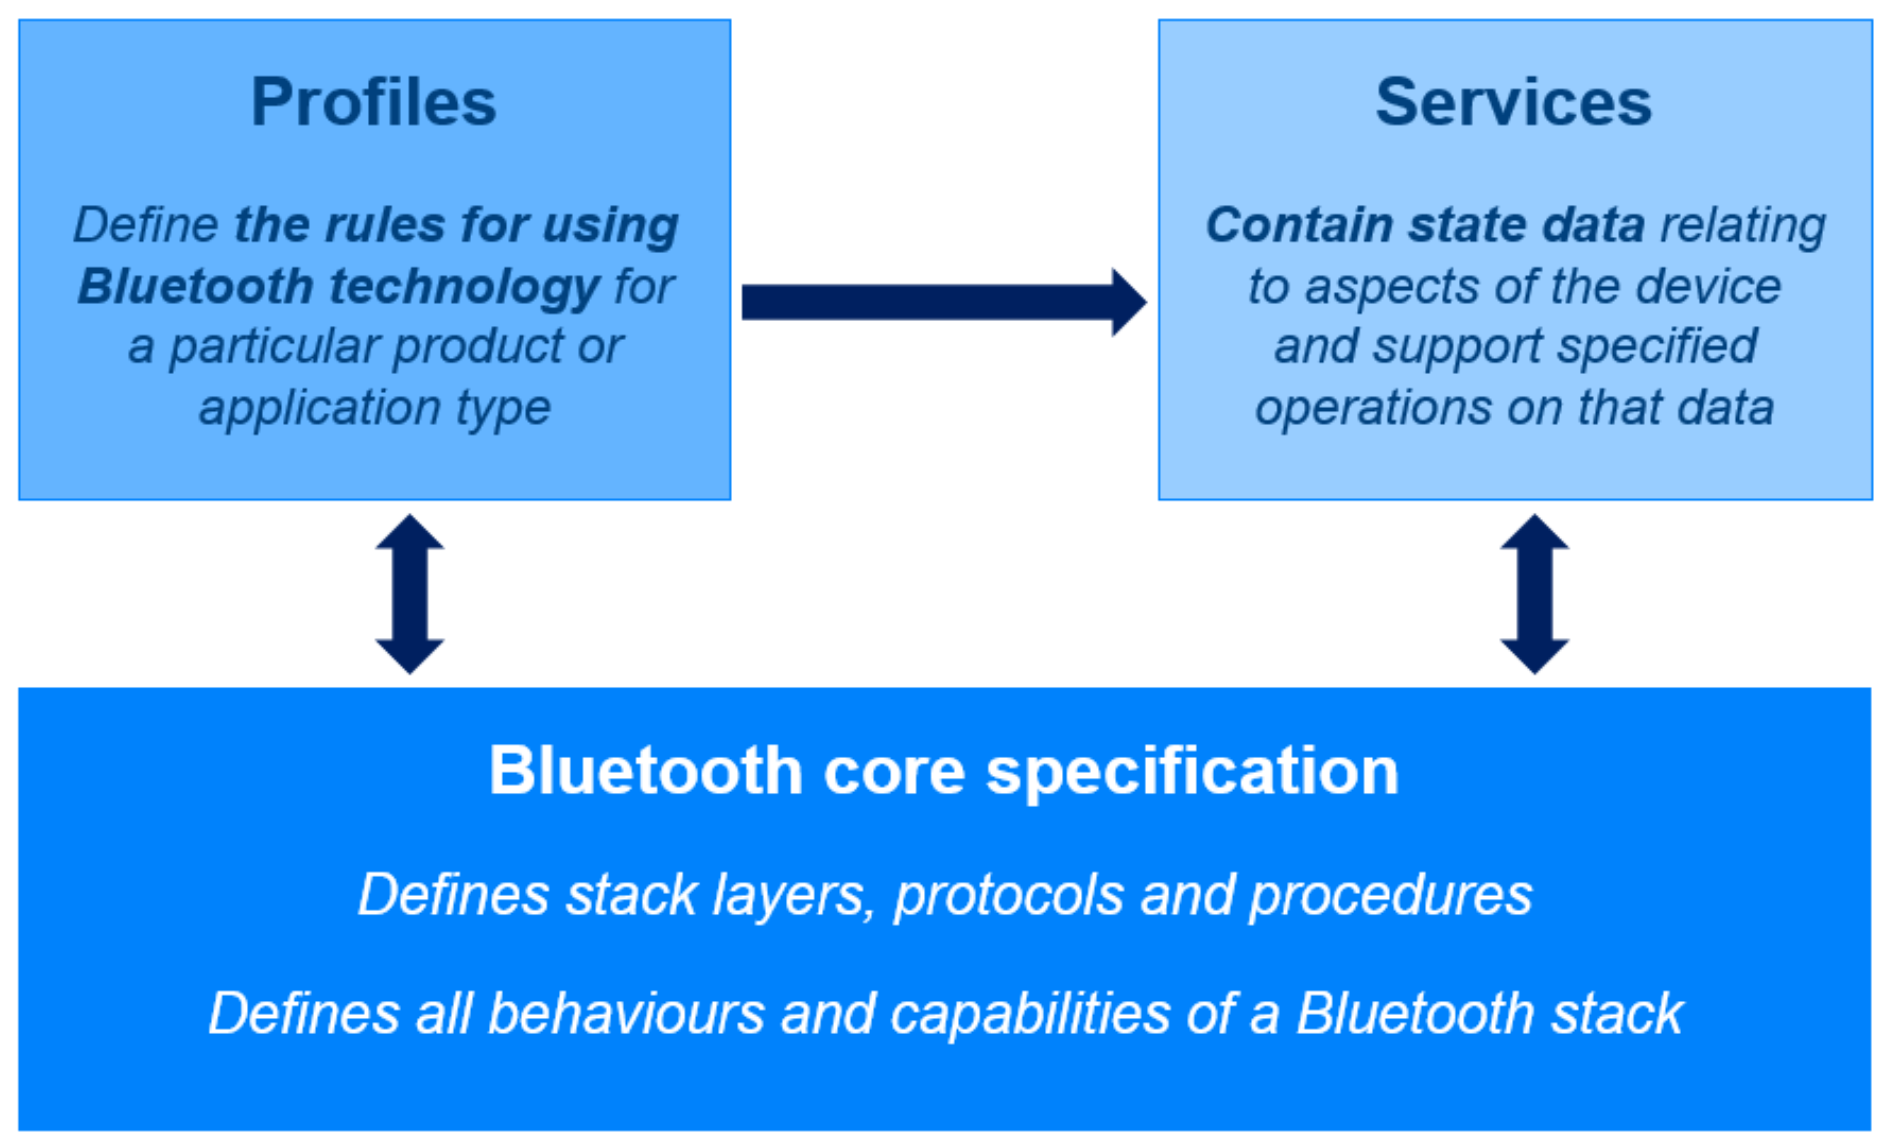 Profiles
Define the rules for using
Bluetooth technology for
a particular product or
application type
Services
Contain state data relating
to aspects of the device
and support specified
operations on that data
Bluetooth core specification
Defines stack layers, protocols and procedures
Defines all behaviours and capabilities of a Bluetooth stack